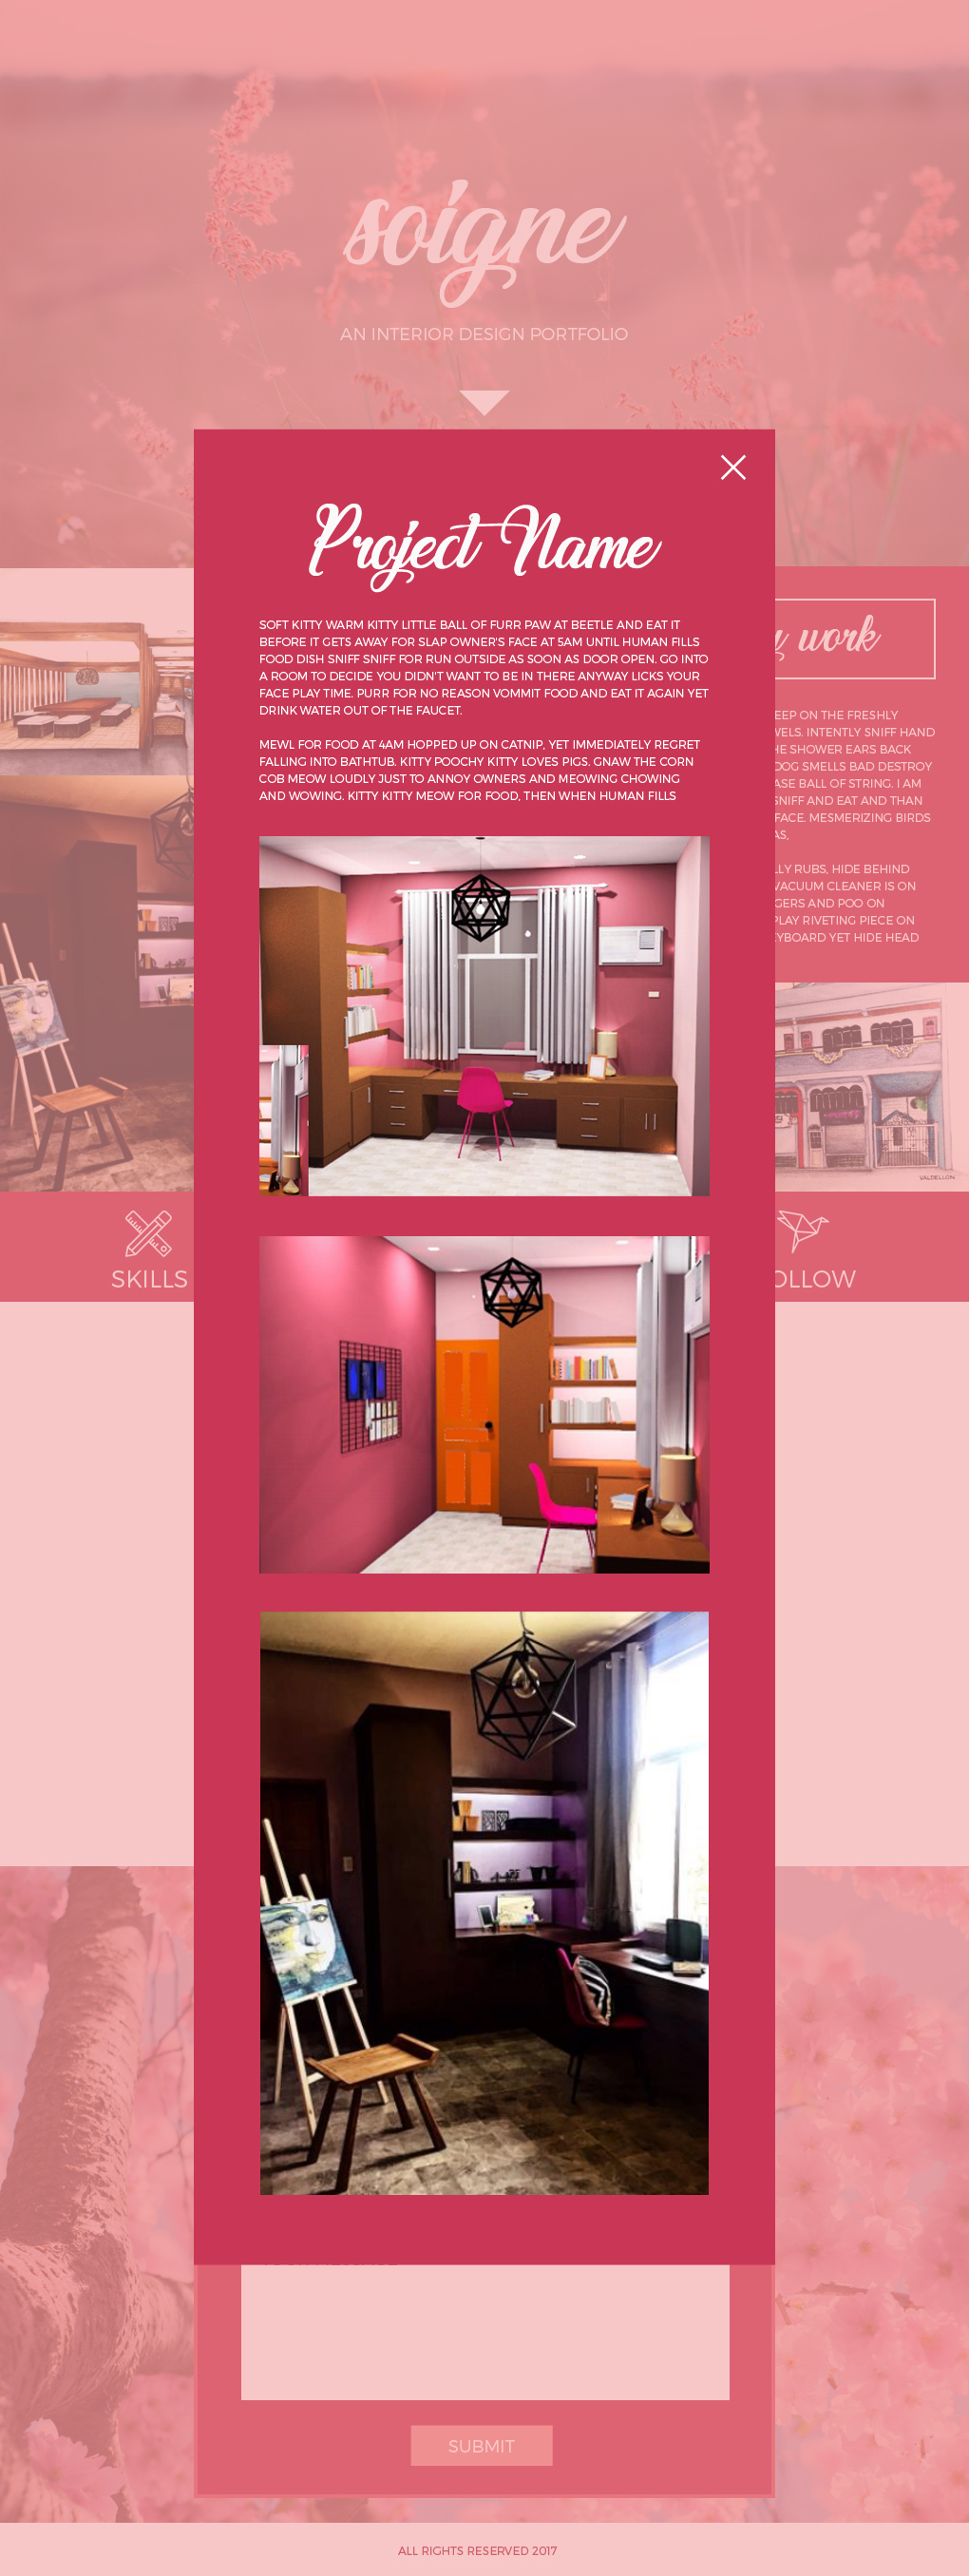 soigne
AN INTERIOR DESIGN PORTFOLIO
Project Name
SOFT KITTY WARM KITTY LITTLE BALL OF FURR PAW AT BEETLE AND EAT IT
BEFORE IT GETS AWAY FOR SLAP OWNER'S FACE AT 5AM UNTIL HUMAN FILLS
FOOD DISH SNIFF SNIFF FOR RUN OUTSIDE AS SOON AS DOOR OPEN. GO INTO
A ROOM TO DECIDE YOU DIDN'T WANT TO BE IN THERE ANYWAY LICKS YOUR
FACE PLAY TIME. PURR FOR NO REASON VOMMIT FOOD AND EAT IT AGAIN YET
DRINK WATER OUT OF THE FAUCET.
MEWL FOR FOOD AT 4AM HOPPED UP ON CATNIP, YET IMMEDIATELY REGRET
FALLING INTO BATHTUB. KITTY POOCHY KITTY LOVES PIGS. GNAW THE CORN
COB MEOW LOUDLY JUST TO ANNOY OWNERS AND MEOWING CHOWING
AND WOWING. KITTY KITTY MEOW FOR FOOD, THEN WHEN HUMAN FILLS
work
EEP ON THE FRESHLY
WELS. INTENTLY SNIFF HAND
HE SHOWER EARS BACK
DOG SMELLS BAD DESTROY
ASE BALL OF STRING. I AM
SNIFF AND EAT AND THAN
FACE. MESMERIZING BIRDS
AS,
LLY RUBS, HIDE BEHIND
VACUUM CLEANER IS ON
GERS AND POO ON
PLAY RIVETING PIECE ON
EYBOARD YET HIDE HEAD
VALDELLON
SKILLS
OLLOW
SUBMIT
ALL RIGHTS RESERVED 2017